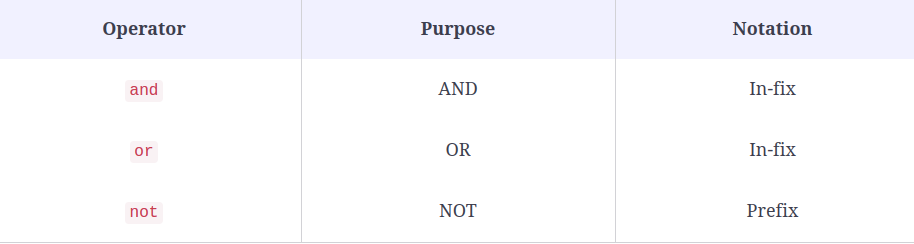 Operator Purpose Notation
and AND In-fix
or OR In-fix
not NOT Prefix